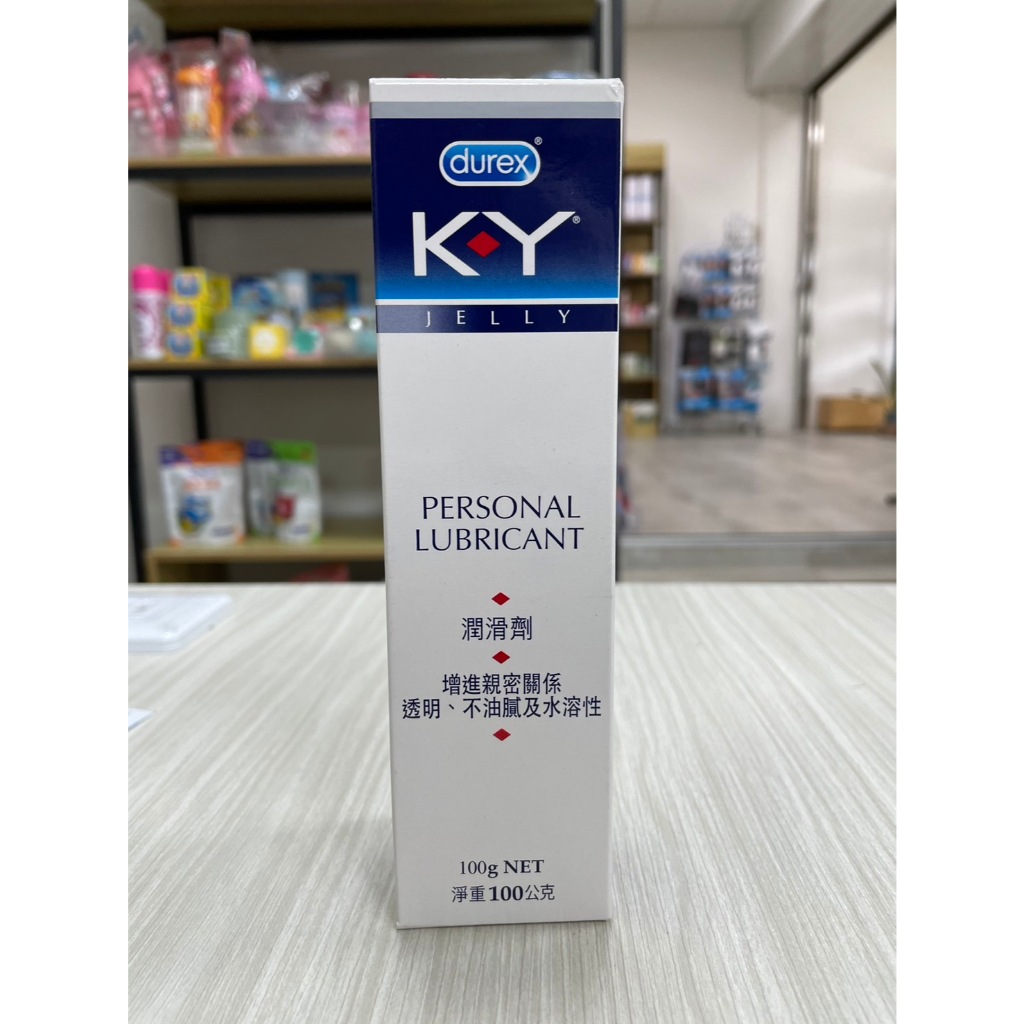 durex®
K◆Y®
JELLY
PERSONAL
LUBRICANT
潤滑劑
增進親密關係
透明、不油膩及水溶性
100g NET
淨重100公克